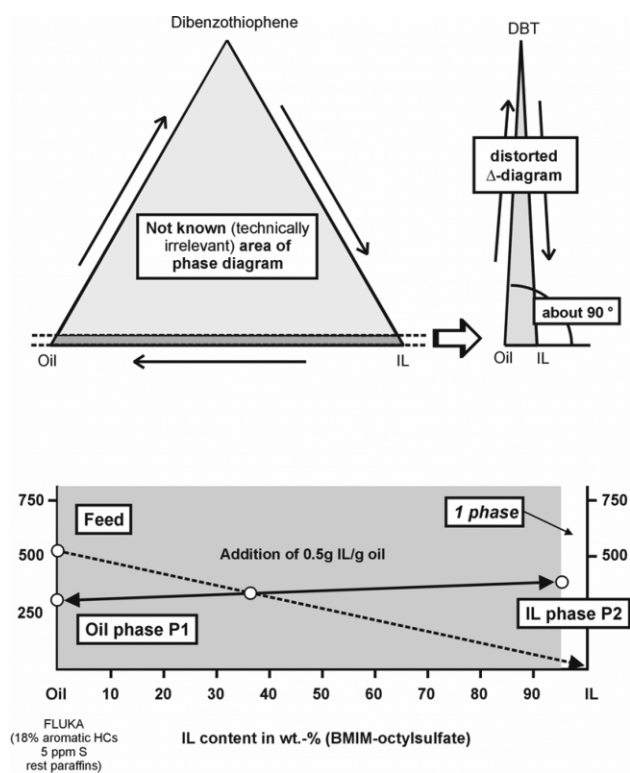 Dibenzothiophene
DBT
distorted
Δ-diagram
Not known (technically
irrelevant) area of
phase diagram
about 90 °
Oil
IL
Oil
IL
750
750
Feed
1 phase
500
Addition of 0.5g IL/g oil
500
250
Oil phase P1
IL phase P2
Oil
10
20
30
40
50
60
70
80
90
IL
FLUKA
(18% aromatic HCs
5 ppm S
rest paraffins)
IL content in wt.-% (BMIM-octylsulfate)